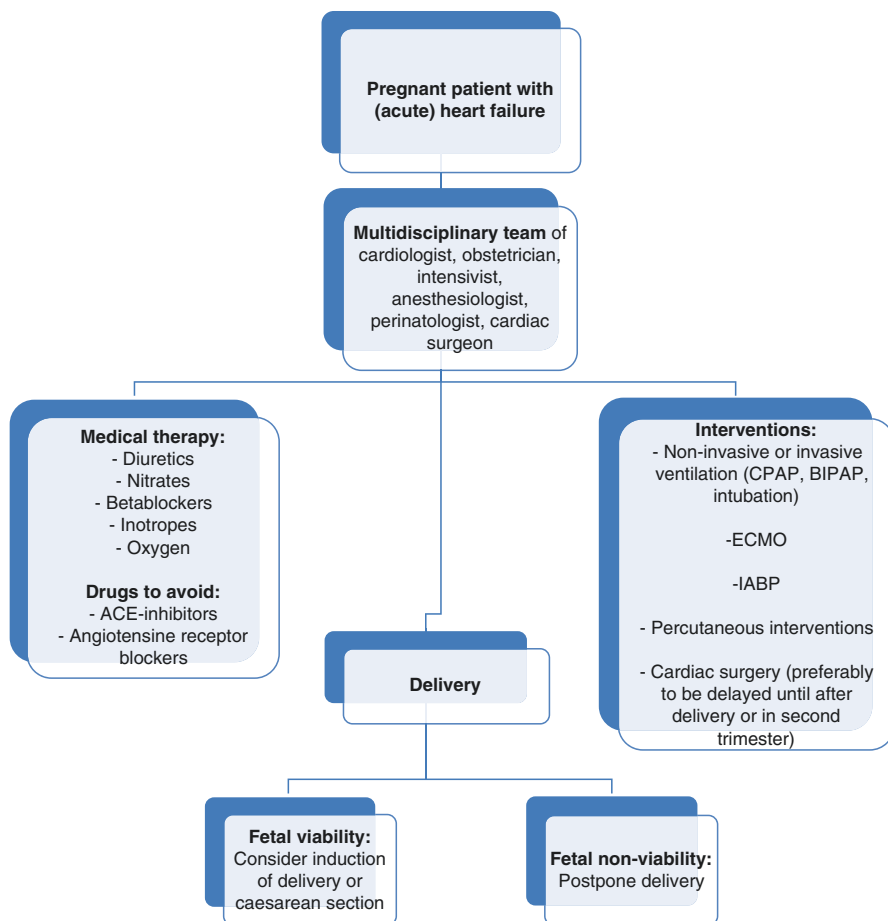 Pregnant patient with
(acute) heart failure
Multidisciplinary team of
cardiologist, obstetrician,
intensivist,
anesthesiologist,
perinatologist, cardiac
surgeon
Medical therapy:
- Diuretics
- Nitrates
- Betablockers
- Inotropes
- Oxygen
Drugs to avoid:
- ACE-inhibitors
- Angiotensine receptor
blockers
Interventions:
- Non-invasive or invasive
ventilation (CPAP, BIPAP,
intubation)
-ECMO
-IABP
- Percutaneous interventions
- Cardiac surgery (preferably
to be delayed until after
delivery or in second
trimester)
Delivery
Fetal viability:
Consider induction
of delivery or
caesarean section
Fetal non-viability:
Postpone delivery